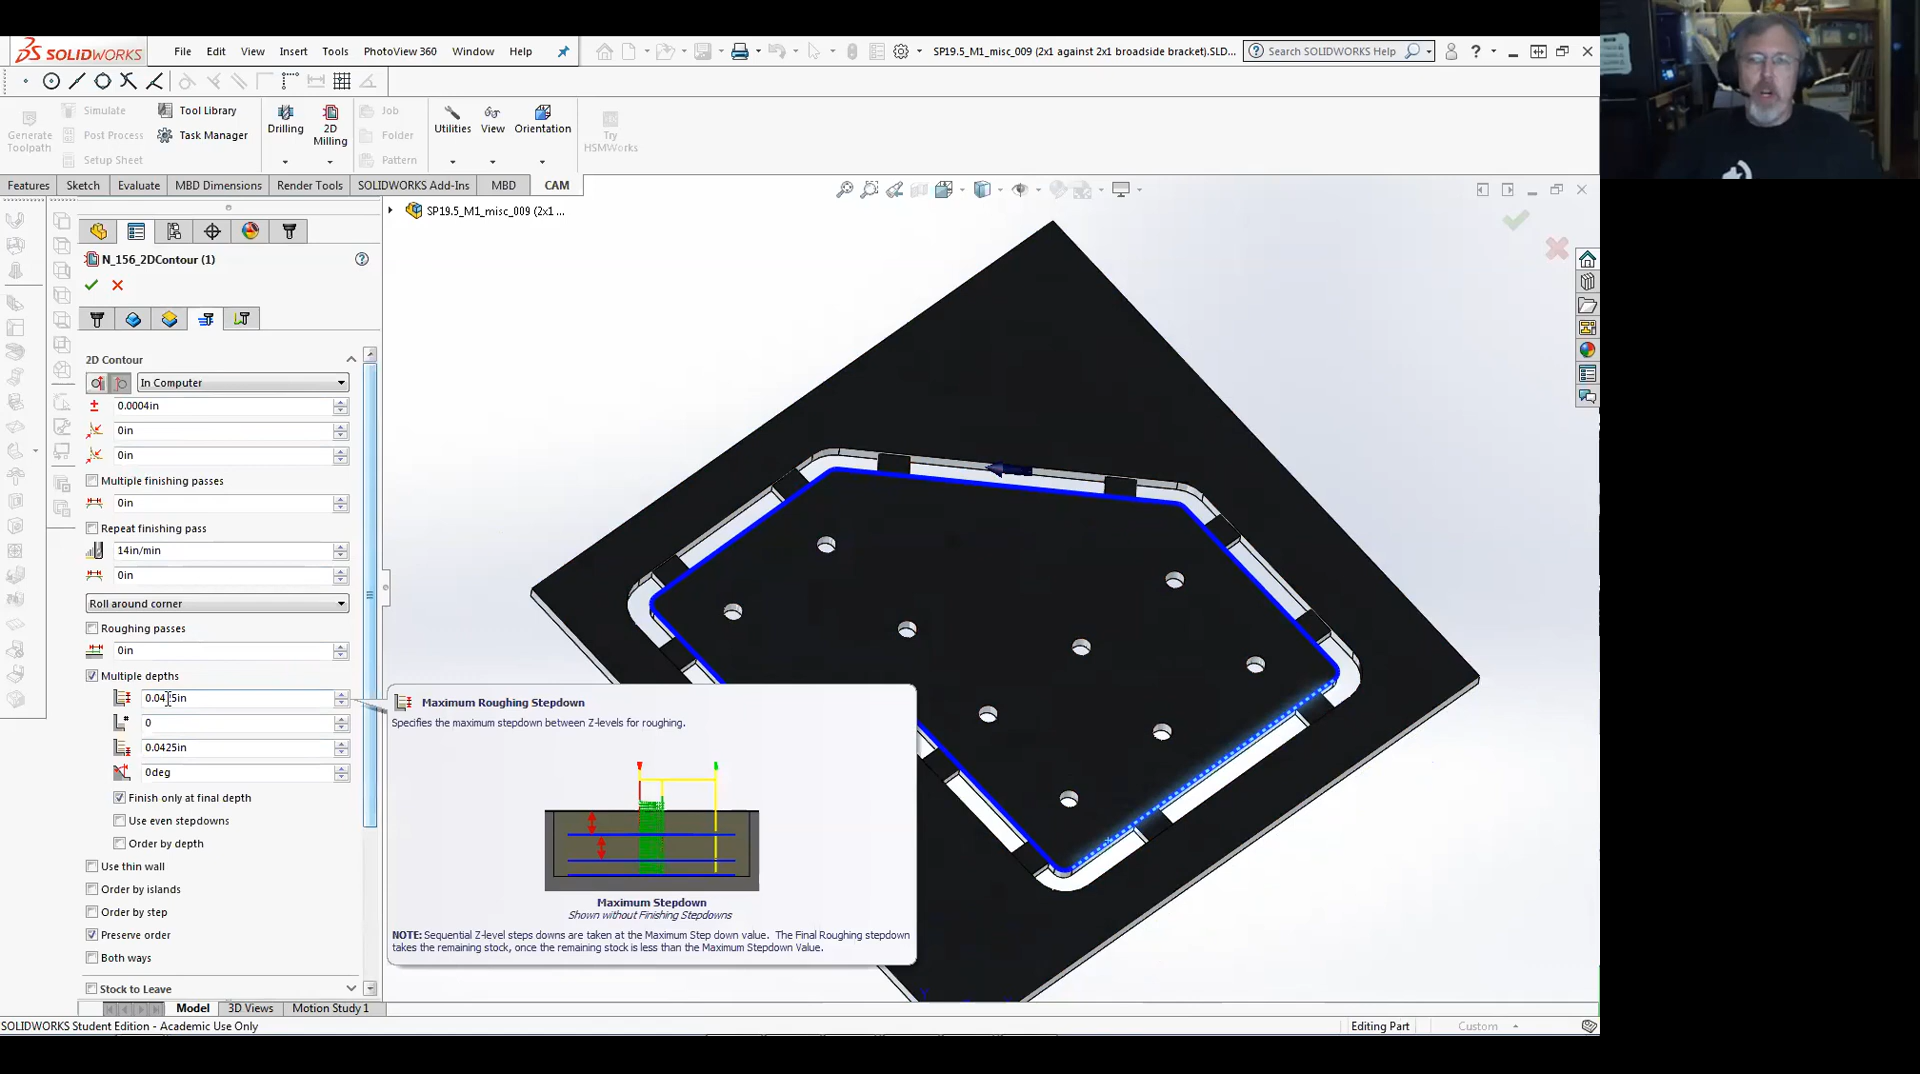 SOLIDWORKS File Edit View Insert Tools PhotoView 360 Window Help SP19.5_M1_misc_009 (2x1 against 2x1 broadside bracket).SLD... Search SOLIDWORKS Help ?
Generate Toolpath
Simulate
Post Process
Setup Sheet
Tool Library
Task Manager
Drilling
2D Milling
Job
Folder
Pattern
Utilities
View
Orientation
Try HSMWorks
Features Sketch Evaluate MBD Dimensions Render Tools SOLIDWORKS Add-Ins MBD CAM
SP19.5_M1_misc_009 (2x1 ...
N_156_2DContour (1)
2D Contour
In Computer
0.0004in
0in
0in
Multiple finishing passes
0in
Repeat finishing pass
14in/min
0in
Roll around corner
Roughing passes
0in
Multiple depths
0
0.0425in
0deg
Finish only at final depth
Use even stepdowns
Order by depth
Use thin wall
Order by islands
Order by step
Preserve order
Both ways
Stock to Leave
Maximum Roughing Stepdown
Specifies the maximum stepdown between Z-levels for roughing.
Maximum Stepdown
Shown without Finishing Stepdowns
NOTE: Sequential Z-level steps downs are taken at the Maximum Step down value. The Final Roughing stepdown
takes the remaining stock, once the remaining stock is less than the Maximum Stepdown Value.
Model 3D Views Motion Study 1
SOLIDWORKS Student Edition - Academic Use Only Editing Part Custom